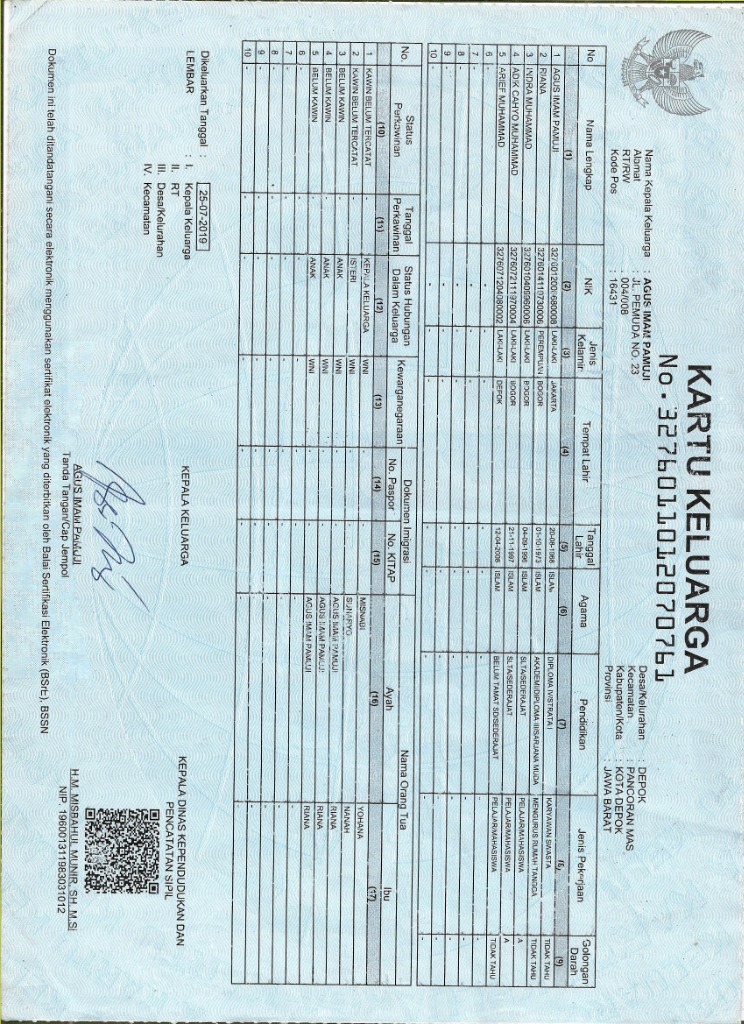 KARTU KELUARGA
No. 3276011012070761
Nama Kepala Keluarga : AGUS IMAM PAMUJI
Alamat : JL. PEMUDA NO. 23
RT/RW : 004/008
Kode Pos : 16431
Desa/Kelurahan : DEPOK
Kecamatan : PANCORAN MAS
Kabupaten/Kota : KOTA DEPOK
Provinsi : JAWA BARAT
No Nama Lengkap NIK Jenis Kelamin Tempat Lahir Tanggal Lahir Agama Pendidikan Jenis Pekerjaan Golongan Darah
(1) (2) (3) (4) (5) (6) (7) (8) (9)
1 AGUS IMAM PAMUJI 3276012008680008 LAKI-LAKI JAKARTA 20-08-1968 ISLAM DIPLOMA IV/STRATA I KARYAWAN SWASTA TIDAK TAHU
2 RIANA 3276014110730006 PEREMPUAN BOGOR 01-10-1973 ISLAM AKADEMI/DIPLOMA III/SARJANA MUDA MENGURUS RUMAH TANGGA TIDAK TAHU
3 INDRA MUHAMMAD 3276010409960006 LAKI-LAKI BOGOR 04-09-1996 ISLAM SLTA/SEDERAJAT PELAJAR/MAHASISWA A
4 ADIK CAHYO MUHAMMAD 3276072111970004 LAKI-LAKI BOGOR 21-11-1997 ISLAM SLTA/SEDERAJAT PELAJAR/MAHASISWA A
5 ARIEF MUHAMMAD 3276071204080002 LAKI-LAKI DEPOK 12-04-2008 ISLAM BELUM TAMAT SD/SEDERAJAT PELAJAR/MAHASISWA TIDAK TAHU
6 - - - - - - - - -
7 - - - - - - - - -
8 - - - - - - - - -
9 - - - - - - - - -
10 - - - - - - - - -
No. Status Perkawinan Tanggal Perkawinan Status Hubungan Dalam Keluarga Kewarganegaraan Dokumen Imigrasi Nama Orang Tua
No. Paspor No. KITAP Ayah Ibu
(10) (11) (12) (13) (14) (15) (16) (17)
1 KAWIN BELUM TERCATAT - KEPALA KELUARGA WNI - - MISNADI YOHANA
2 KAWIN BELUM TERCATAT - ISTERI WNI - - SUNARYO NANAH
3 BELUM KAWIN - ANAK WNI - - AGUS IMAM PAMUJI RIANA
4 BELUM KAWIN - ANAK WNI - - AGUS IMAM PAMUJI RIANA
5 BELUM KAWIN - ANAK WNI - - AGUS IMAM PAMUJI RIANA
6 - - - - - - - -
7 - - - - - - - -
8 - - - - - - - -
9 - - - - - - - -
10 - - - - - - - -
Dikeluarkan Tanggal : 25-07-2019
LEMBAR : I. Kepala Keluarga
II. RT
III. Desa/Kelurahan
IV. Kecamatan
KEPALA KELUARGA
AGUS IMAM PAMUJI
Tanda Tangan/Cap Jempol
KEPALA DINAS KEPENDUDUKAN DAN
PENCATATAN SIPIL
H.M. MISBAHUL MUNIR, SH. M.Si
NIP. 196001311983031012
Dokumen ini telah ditandatangani secara elektronik menggunakan sertifikat elektronik yang diterbitkan oleh Balai Sertifikasi Elektronik (BSrE), BSSN